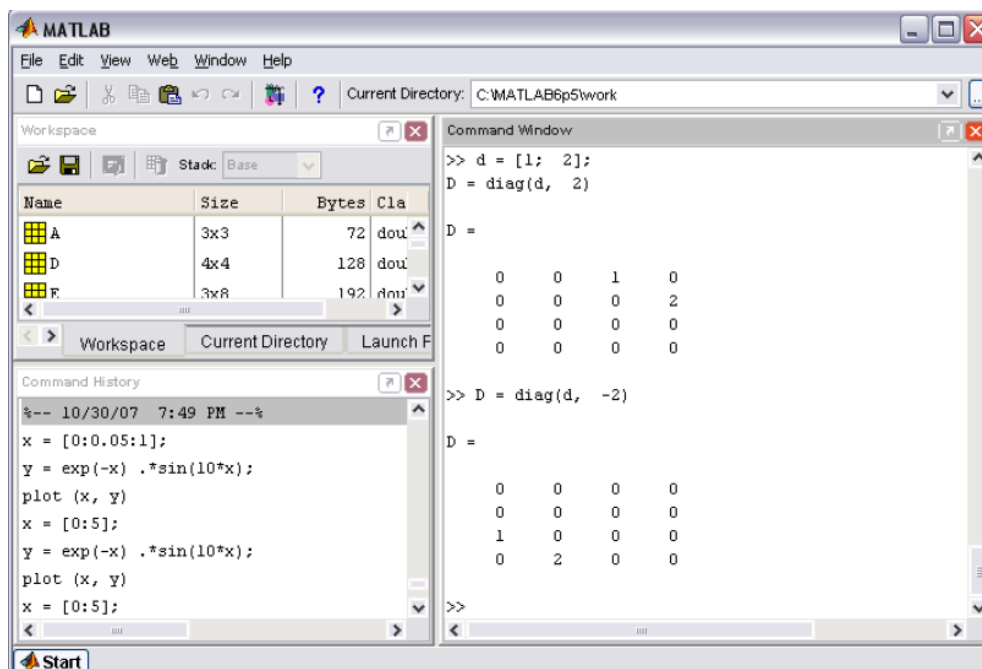 MATLAB
File Edit View Web Window Help
? Current Directory: C:\MATLAB6p5\work ...
Workspace
Stack: Base
Name Size Bytes Cla
A 3x3 72 doul
D 4x4 128 doul
E 3x8 192 doul
Workspace Current Directory Launch F
Command History
%-- 10/30/07 7:49 PM --%
x = [0:0.05:1];
y = exp(-x) .*sin(10*x);
plot (x, y)
x = [0:5];
y = exp(-x) .*sin(10*x);
plot (x, y)
x = [0:5];
Command Window
>> d = [1; 2];
D = diag(d, 2)
D =
0 0 1 0
0 0 0 2
0 0 0 0
0 0 0 0
>> D = diag(d, -2)
D =
0 0 0 0
0 0 0 0
1 0 0 0
0 2 0 0
>>
Start